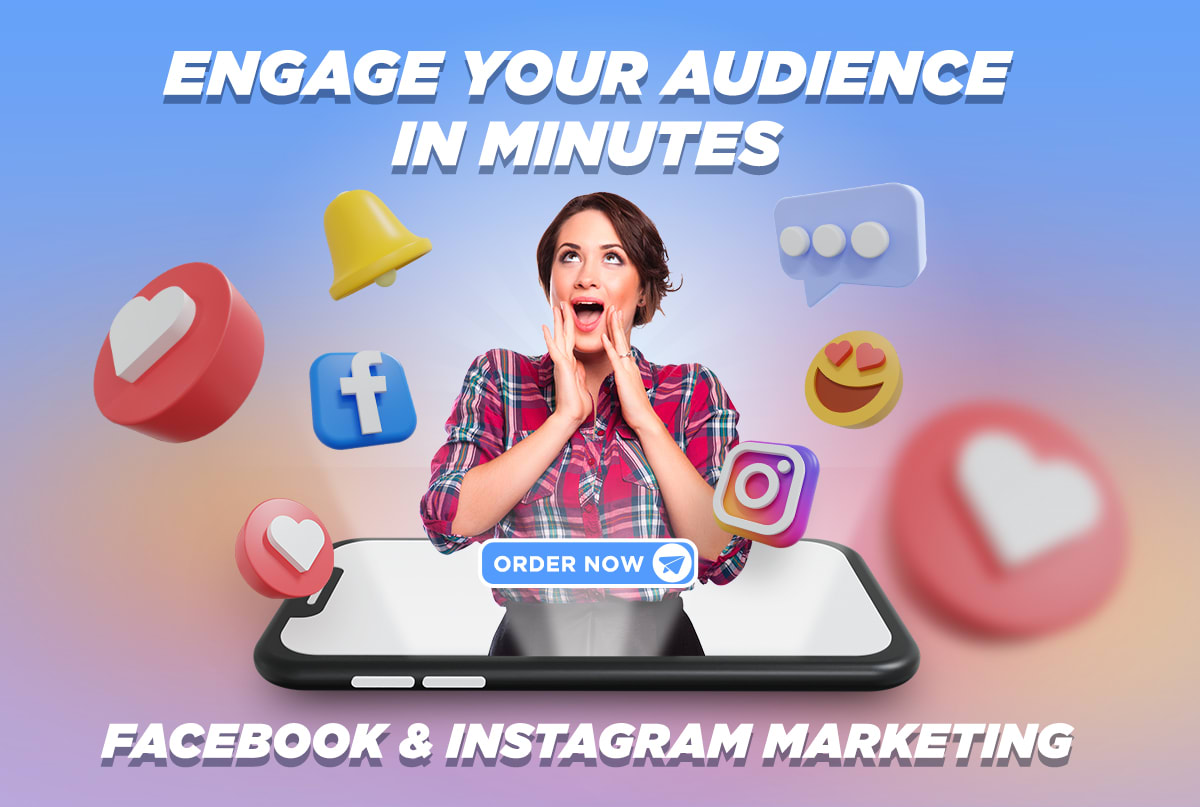 ENGAGE YOUR AUDIENCE
IN MINUTES
ORDER NOW
FACEBOOK & INSTAGRAM MARKETING